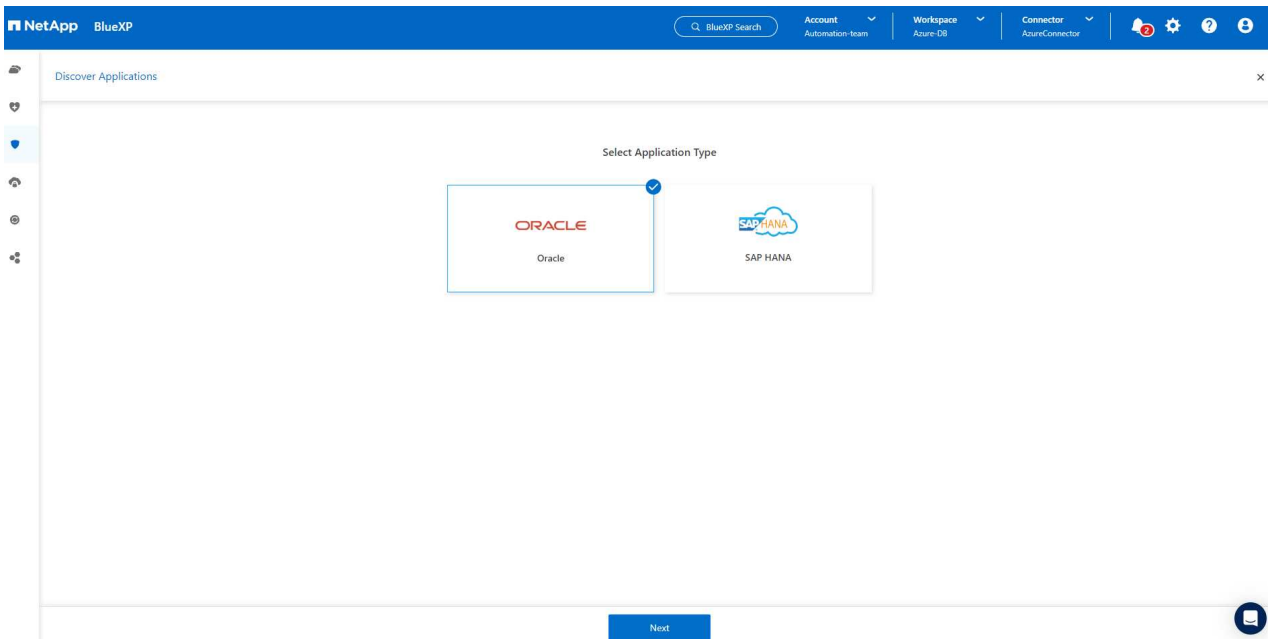 NetApp BlueXP
BlueXP Search
Account
Automation-team
Workspace
Azure-DB
Connector
AzureConnector
2
?
Discover Applications
Select Application Type
ORACLE
Oracle
SAP HANA
SAP HANA
Next